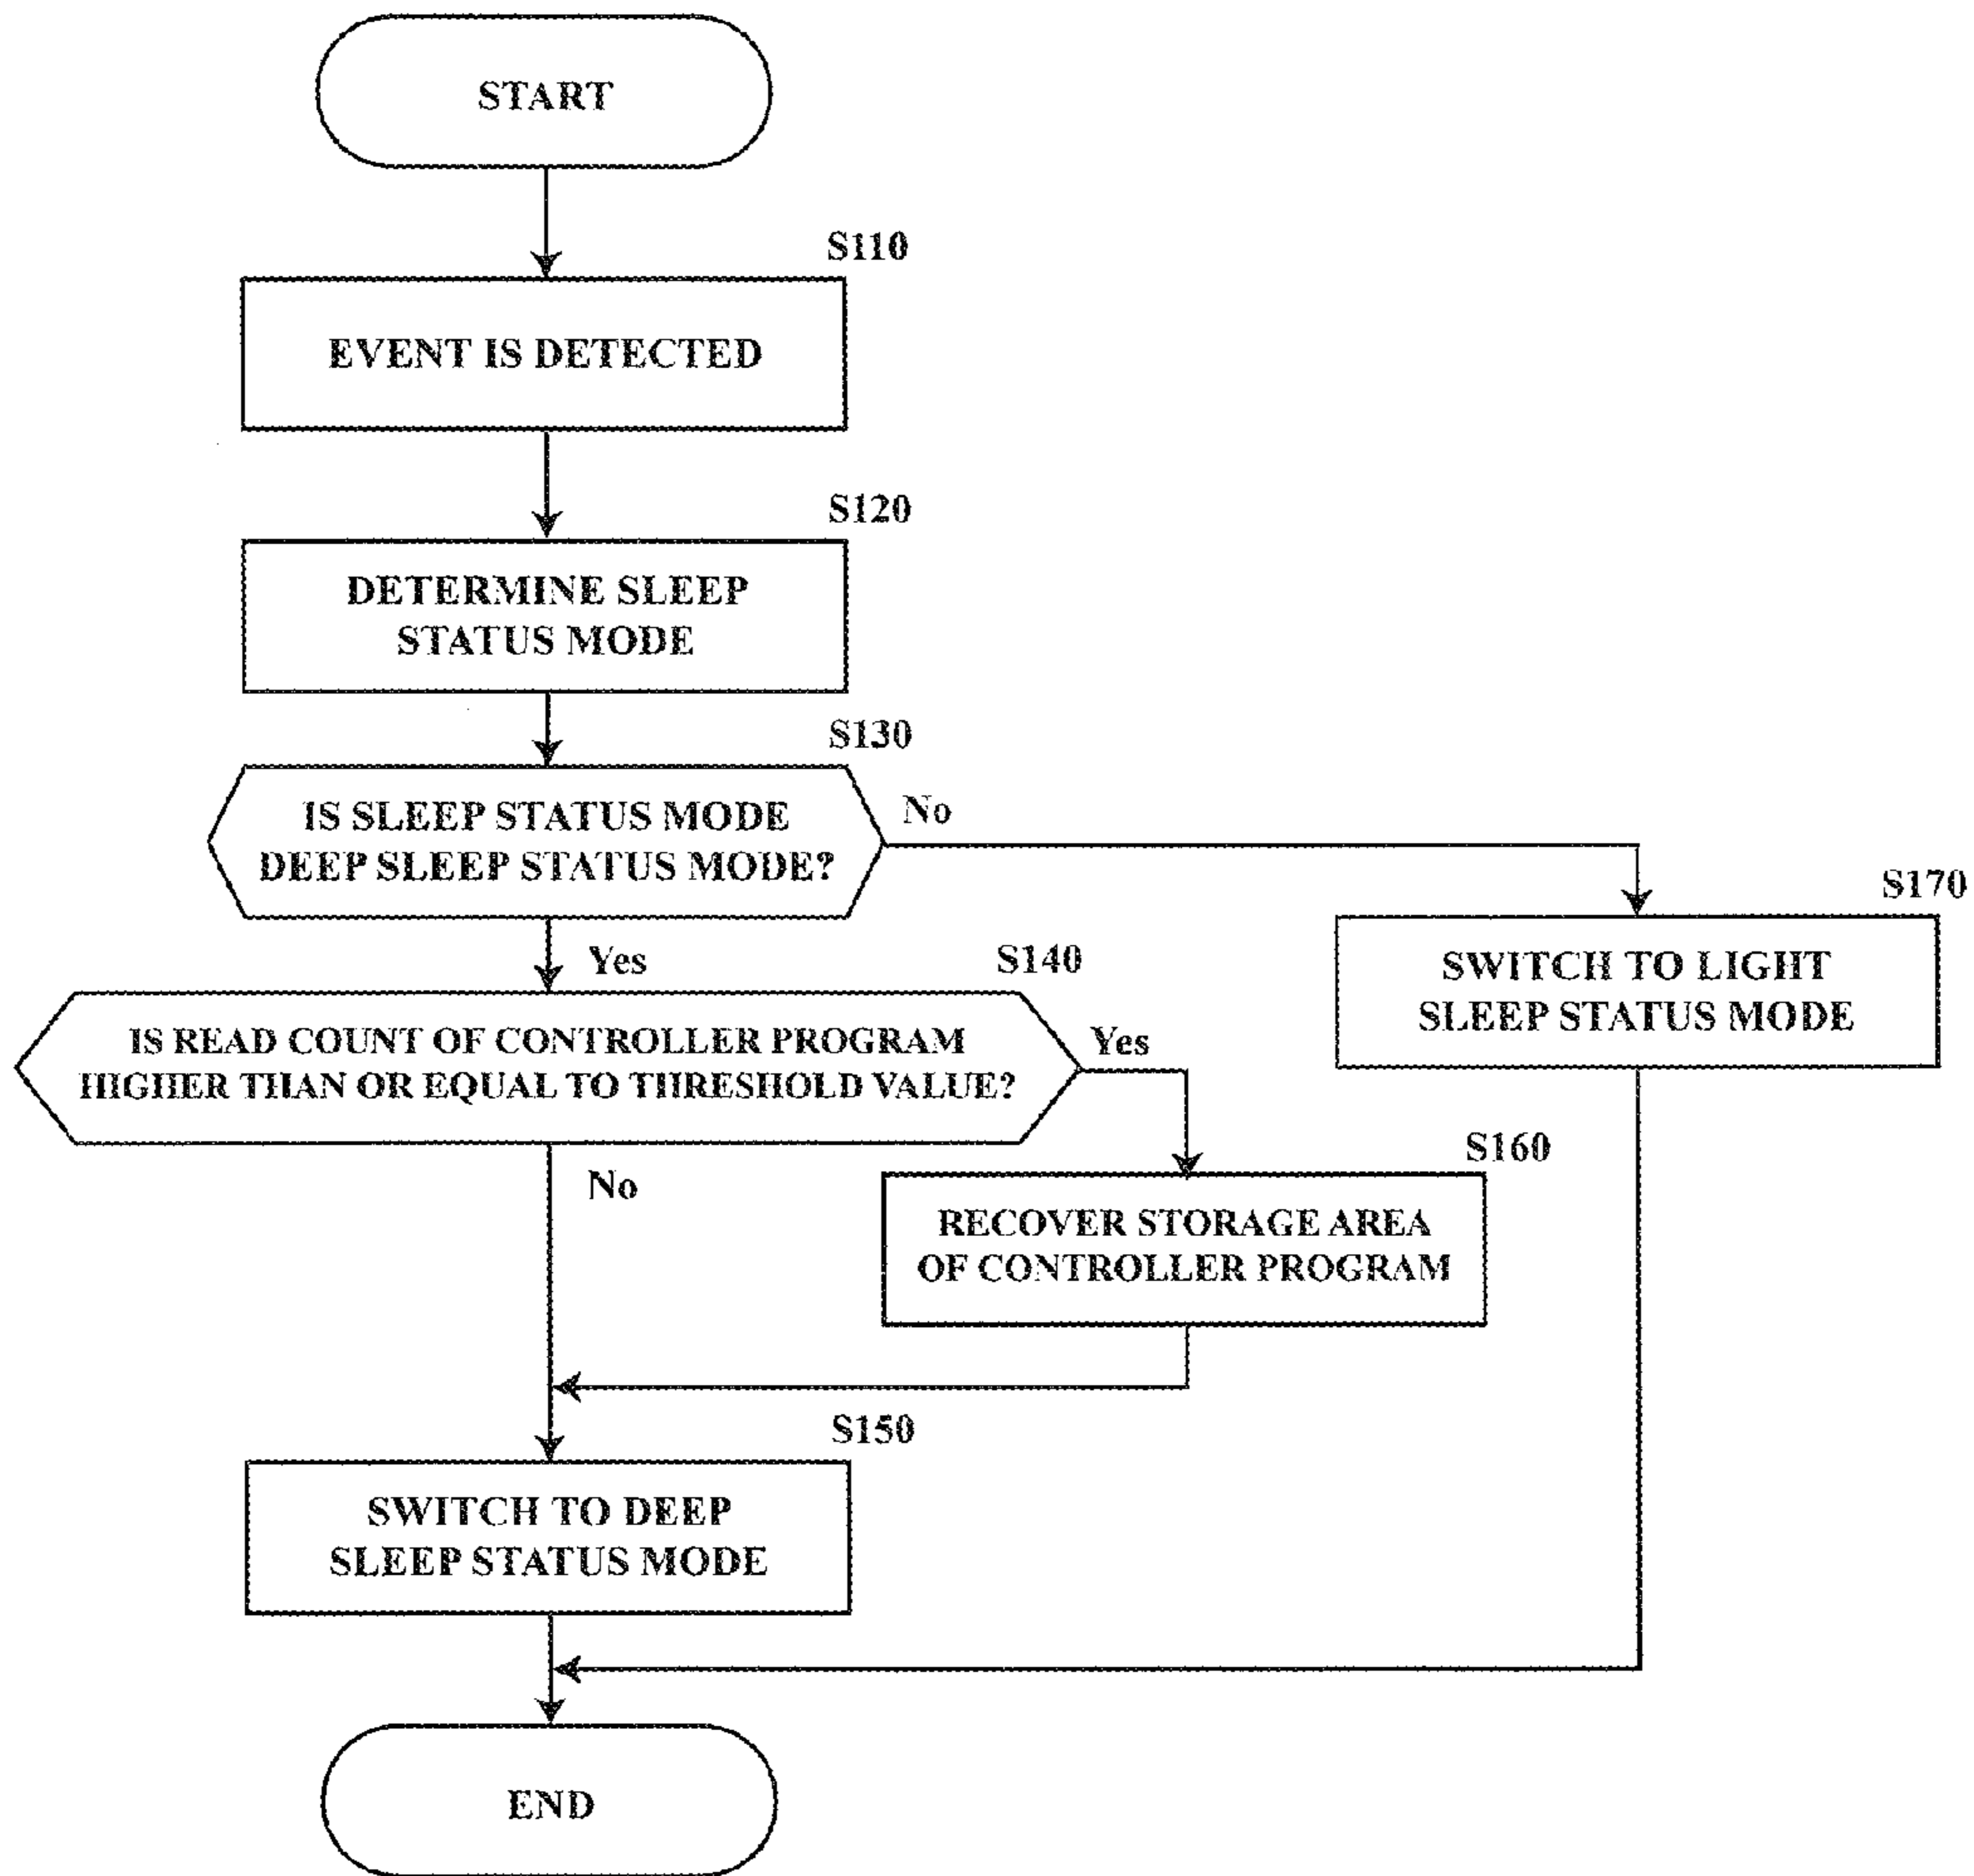 START
S110
EVENT IS DETECTED
S120
DETERMINE SLEEP
STATUS MODE
S130
IS SLEEP STATUS MODE
DEEP SLEEP STATUS MODE?
No
Yes
S170
SWITCH TO LIGHT
SLEEP STATUS MODE
S140
IS READ COUNT OF CONTROLLER PROGRAM
HIGHER THAN OR EQUAL TO THRESHOLD VALUE?
Yes
No
S160
RECOVER STORAGE AREA
OF CONTROLLER PROGRAM
S150
SWITCH TO DEEP
SLEEP STATUS MODE
END